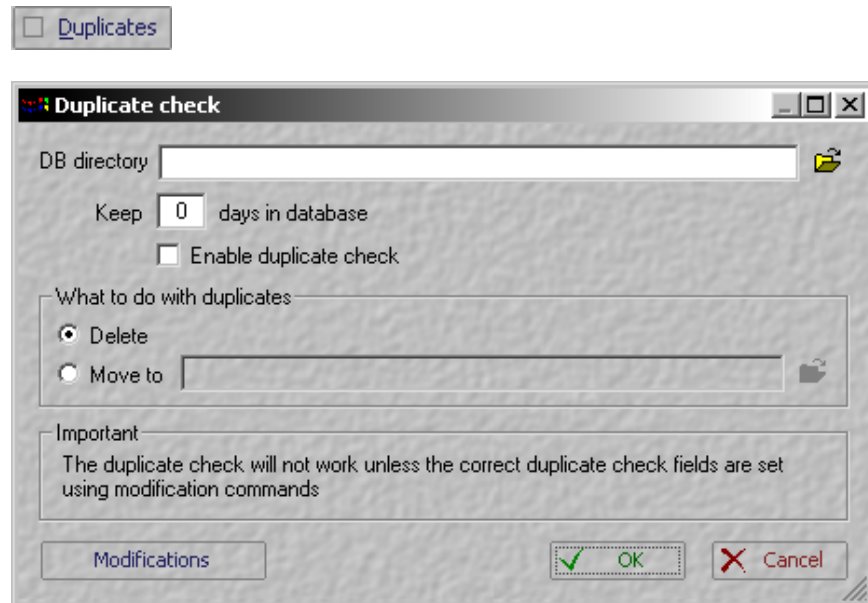 Duplicates
Duplicate check
DB directory
Keep 0 days in database
Enable duplicate check
What to do with duplicates
Delete
Move to
Important
The duplicate check will not work unless the correct duplicate check fields are set
using modification commands
Modifications OK Cancel